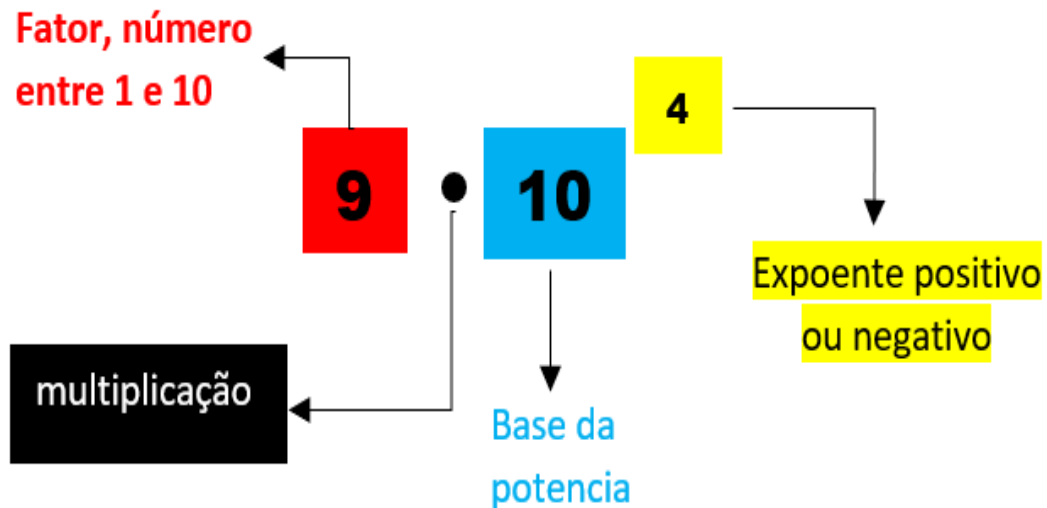 Fator, número
entre 1 e 10
9 • 10 4
Expoente positivo
ou negativo
multiplicação
Base da
potencia